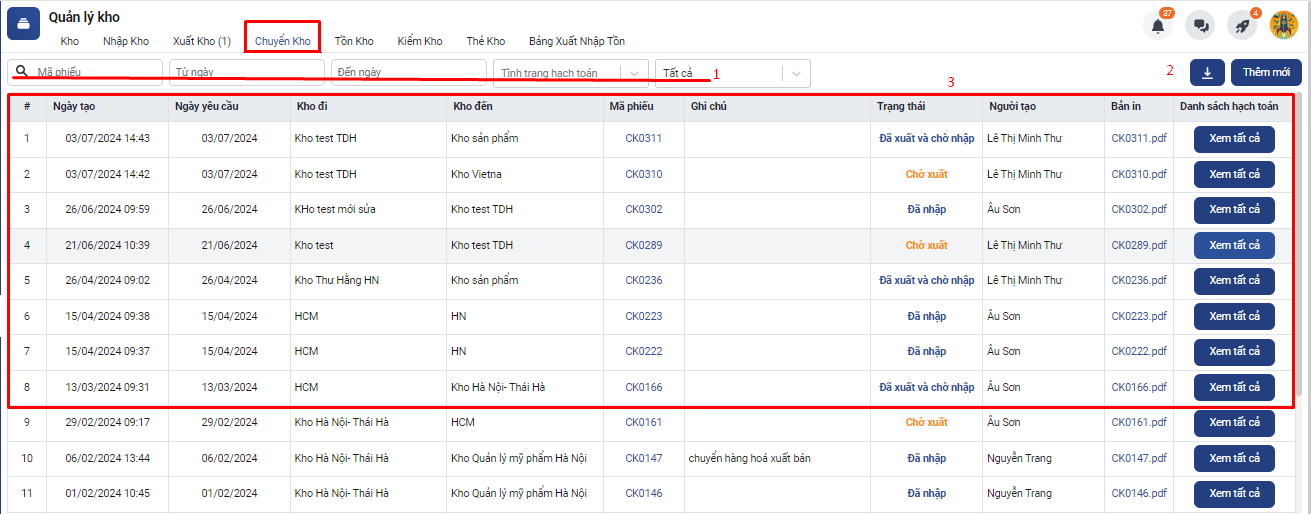 Quản lý kho
37
4
Kho Nhập Kho Xuất Kho (1) Chuyển Kho Tồn Kho Kiểm Kho Thẻ Kho Bảng Xuất Nhập Tồn
Mã phiếu Từ ngày Đến ngày Tình trạng hạch toán Tất cả 1 2 Thêm mới
3
# Ngày tạo Ngày yêu cầu Kho đi Kho đến Mã phiếu Ghi chú Trạng thái Người tạo Bản in Danh sách hạch toán
1 03/07/2024 14:43 03/07/2024 Kho test TDH Kho sản phẩm CK0311 Đã xuất và chờ nhập Lê Thị Minh Thư CK0311.pdf Xem tất cả
2 03/07/2024 14:42 03/07/2024 Kho test TDH Kho Vietna CK0310 Chờ xuất Lê Thị Minh Thư CK0310.pdf Xem tất cả
3 26/06/2024 09:59 26/06/2024 KHo test mới sửa Kho test TDH CK0302 Đã nhập Âu Sơn CK0302.pdf Xem tất cả
4 21/06/2024 10:39 21/06/2024 Kho test Kho test TDH CK0289 Chờ xuất Lê Thị Minh Thư CK0289.pdf Xem tất cả
5 26/04/2024 09:02 26/04/2024 Kho Thư Hằng HN Kho sản phẩm CK0236 Đã xuất và chờ nhập Lê Thị Minh Thư CK0236.pdf Xem tất cả
6 15/04/2024 09:38 15/04/2024 HCM HN CK0223 Đã nhập Âu Sơn CK0223.pdf Xem tất cả
7 15/04/2024 09:37 15/04/2024 HCM HN CK0222 Đã nhập Âu Sơn CK0222.pdf Xem tất cả
8 13/03/2024 09:31 13/03/2024 HCM Kho Hà Nội- Thái Hà CK0166 Đã xuất và chờ nhập Âu Sơn CK0166.pdf Xem tất cả
9 29/02/2024 09:17 29/02/2024 Kho Hà Nội- Thái Hà HCM CK0161 Chờ xuất Âu Sơn CK0161.pdf Xem tất cả
10 06/02/2024 13:44 06/02/2024 Kho Hà Nội- Thái Hà Kho Quản lý mỹ phẩm Hà Nội CK0147 chuyển hàng hoá xuất bán Đã nhập Nguyễn Trang CK0147.pdf Xem tất cả
11 01/02/2024 10:45 01/02/2024 Kho Hà Nội- Thái Hà Kho Quản lý mỹ phẩm Hà Nội CK0146 Đã nhập Nguyễn Trang CK0146.pdf Xem tất cả